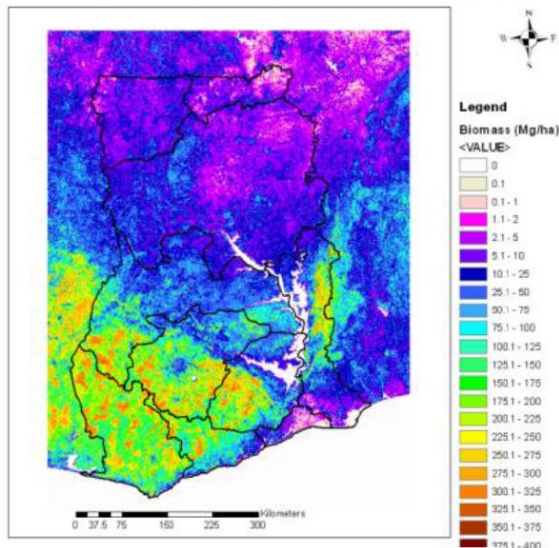 N
W E
S
Legend
Biomass (Mg/ha)
<VALUE>
0
0.1
0.1 - 1
1.1 - 2
2.1 - 5
5.1 - 10
10.1 - 25
25.1 - 50
50.1 - 75
75.1 - 100
100.1 - 125
125.1 - 150
150.1 - 175
175.1 - 200
200.1 - 225
225.1 - 250
250.1 - 275
275.1 - 300
300.1 - 325
325.1 - 350
350.1 - 375
375.1 - 400
Kilometers
0 37.5 75 150 225 300